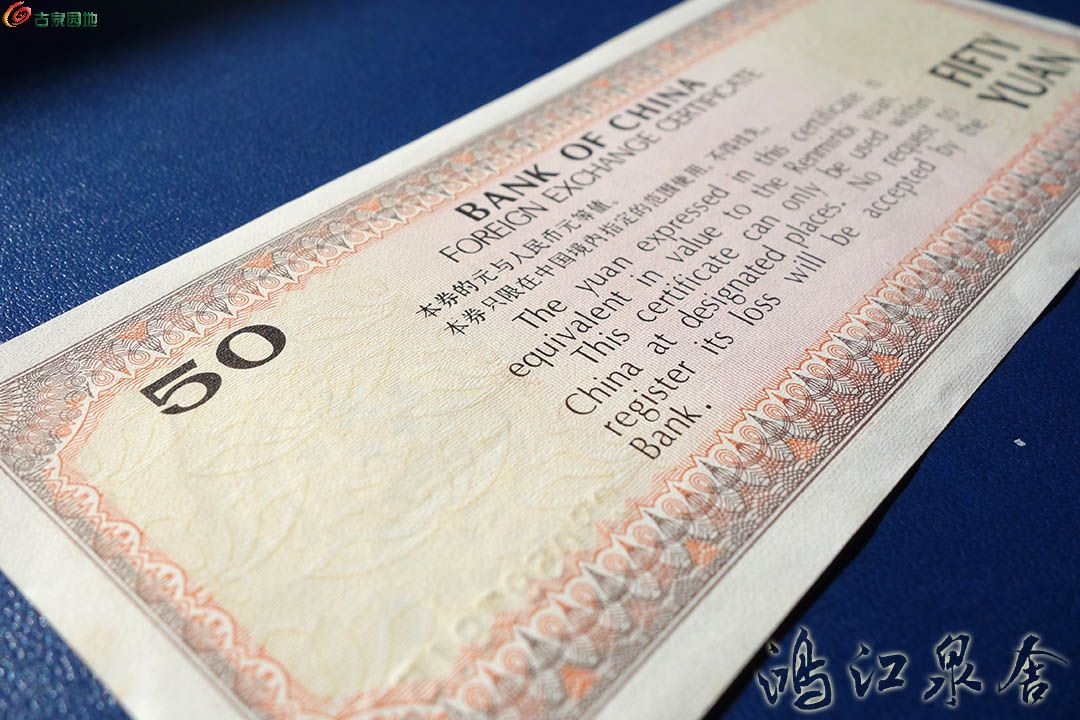 古泉园地
BANK OF CHINA
FOREIGN EXCHANGE CERTIFICATE
本券的元与人民币元等值。
本券只限在中国境内指定的范围使用,不得挂失。
The yuan expressed in this certificate
equivalent in value to the Renminbi yuan.
This certificate can only be used within
China at designated places. No request to
register its loss will be accepted by the
Bank.
50
FIFTY
YUAN
鸿江泉舍